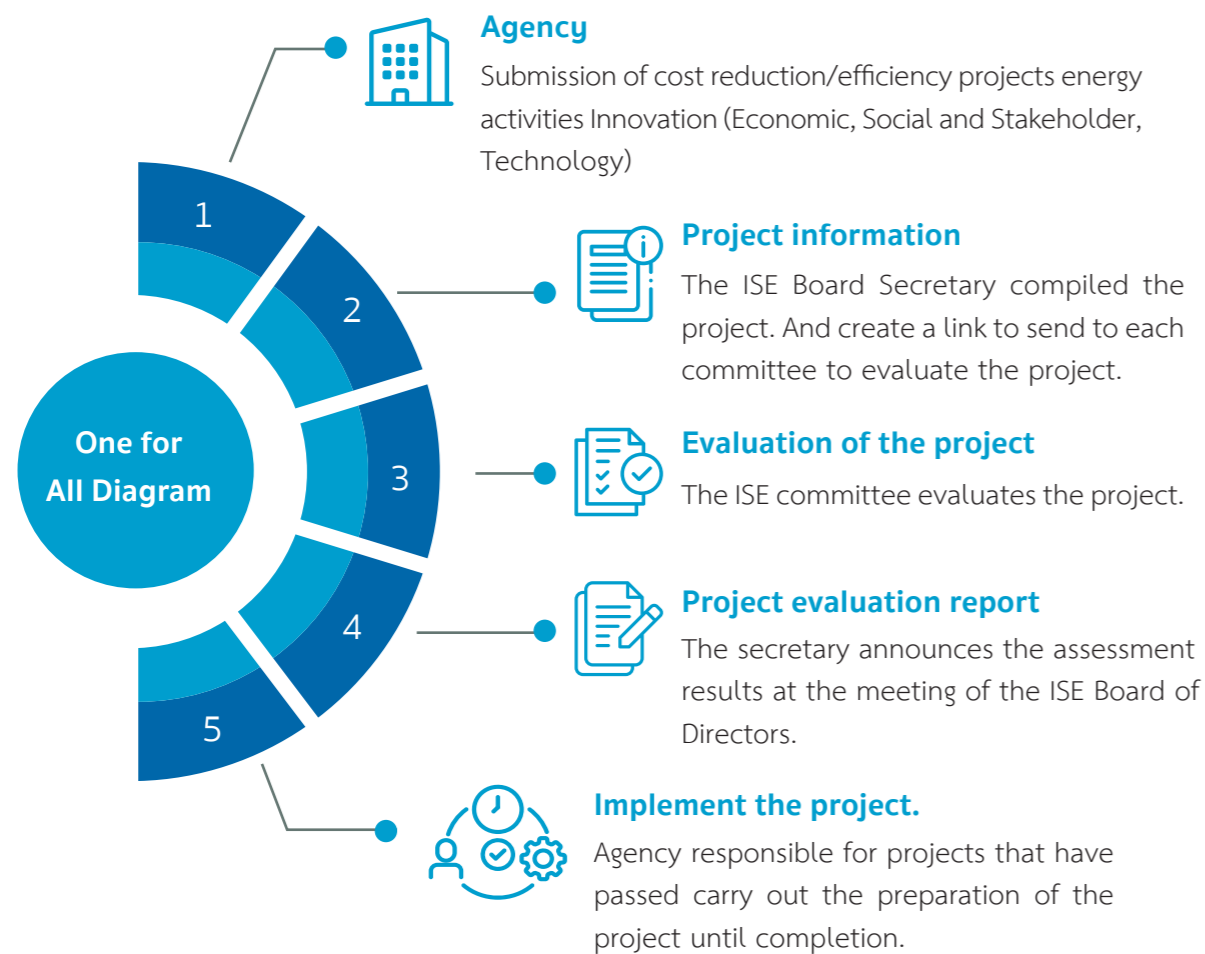 Agency
Submission of cost reduction/efficiency projects energy
activities Innovation (Economic, Social and Stakeholder,
Technology)
1
Project information
The ISE Board Secretary compiled the
project. And create a link to send to each
committee to evaluate the project.
2
One for
All Diagram
Evaluation of the project
The ISE committee evaluates the project.
3
Project evaluation report
The secretary announces the assessment
results at the meeting of the ISE Board of
Directors.
4
5
Implement the project.
Agency responsible for projects that have
passed carry out the preparation of the
project until completion.